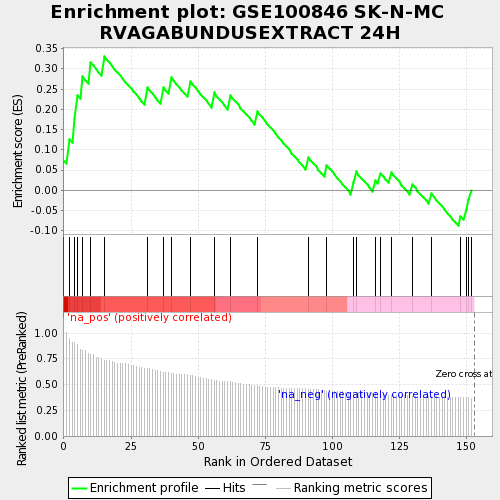 Enrichment plot: GSE100846 SK-N-MC
RVAGABUNDUSEXTRACT 24H
Enrichment score (ES)
0.35
0.30
0.25
0.20
0.15
0.10
0.05
0.00
-0.05
-0.10
'na_pos' (positively correlated)
Ranked list metric (PreRanked)
1.00
0.75
0.50
0.25
0.00
Zero cross at
'na_neg' (negatively correlated)
0
25
50
75
100
125
150
Rank in Ordered Dataset
Enrichment profile
Hits
Ranking metric scores